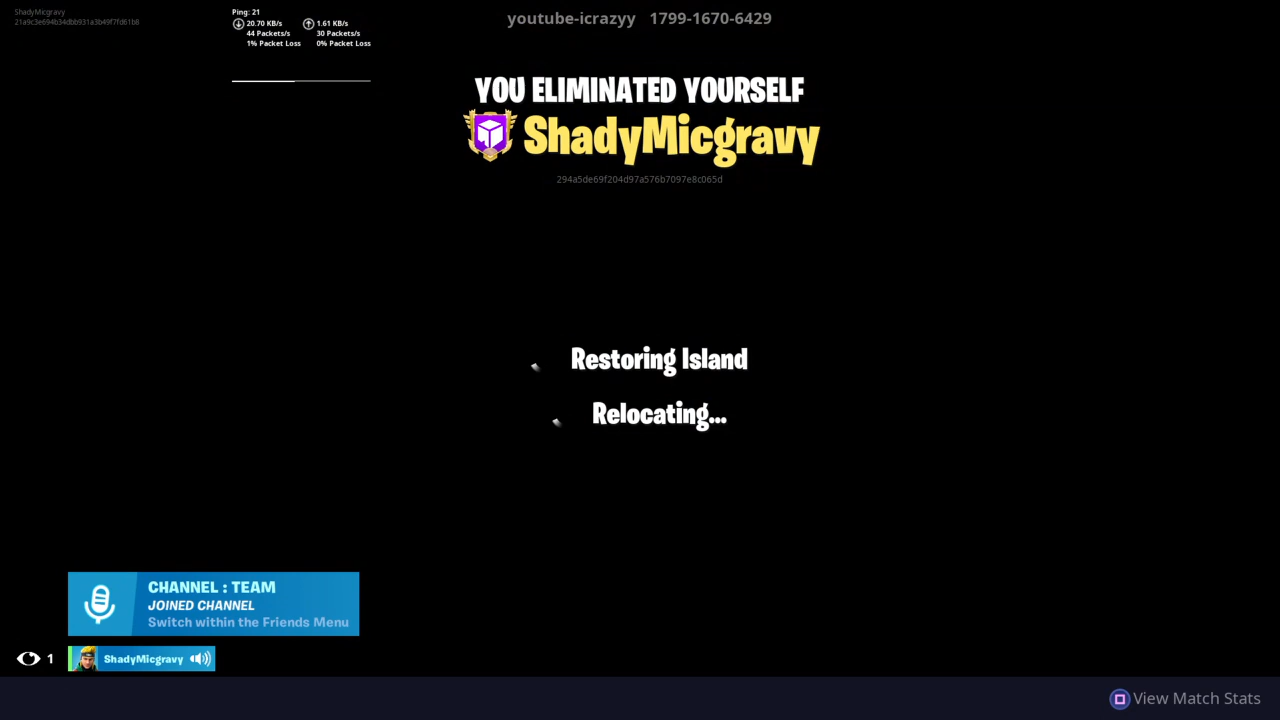 ShadyMicgravy
21a9c3e694b34dbb931a3b49f7fd61b8
Ping: 21
20.70 KB/s 1.61 KB/s
44 Packets/s 30 Packets/s
1% Packet Loss 0% Packet Loss
youtube-icrazyy 1799-1670-6429
YOU ELIMINATED YOURSELF
ShadyMicgravy
294a5de69f204d97a576b7097e8c065d
Restoring Island
Relocating...
CHANNEL : TEAM
JOINED CHANNEL
Switch within the Friends Menu
1 ShadyMicgravy
View Match Stats